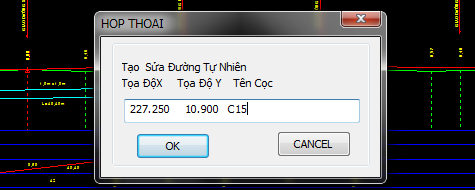 HOP THOAI
Tạo Sửa Đường Tự Nhiên
Tọa ĐộX Tọa Độ Y Tên Cọc
227.250 10.900 C15
OK CANCEL